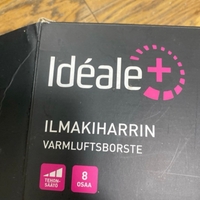 Idéale+
ILMAKIHARRIN
VARMLUFTSBORSTE
TEHON-
SÄÄTÖ
8
OSAA